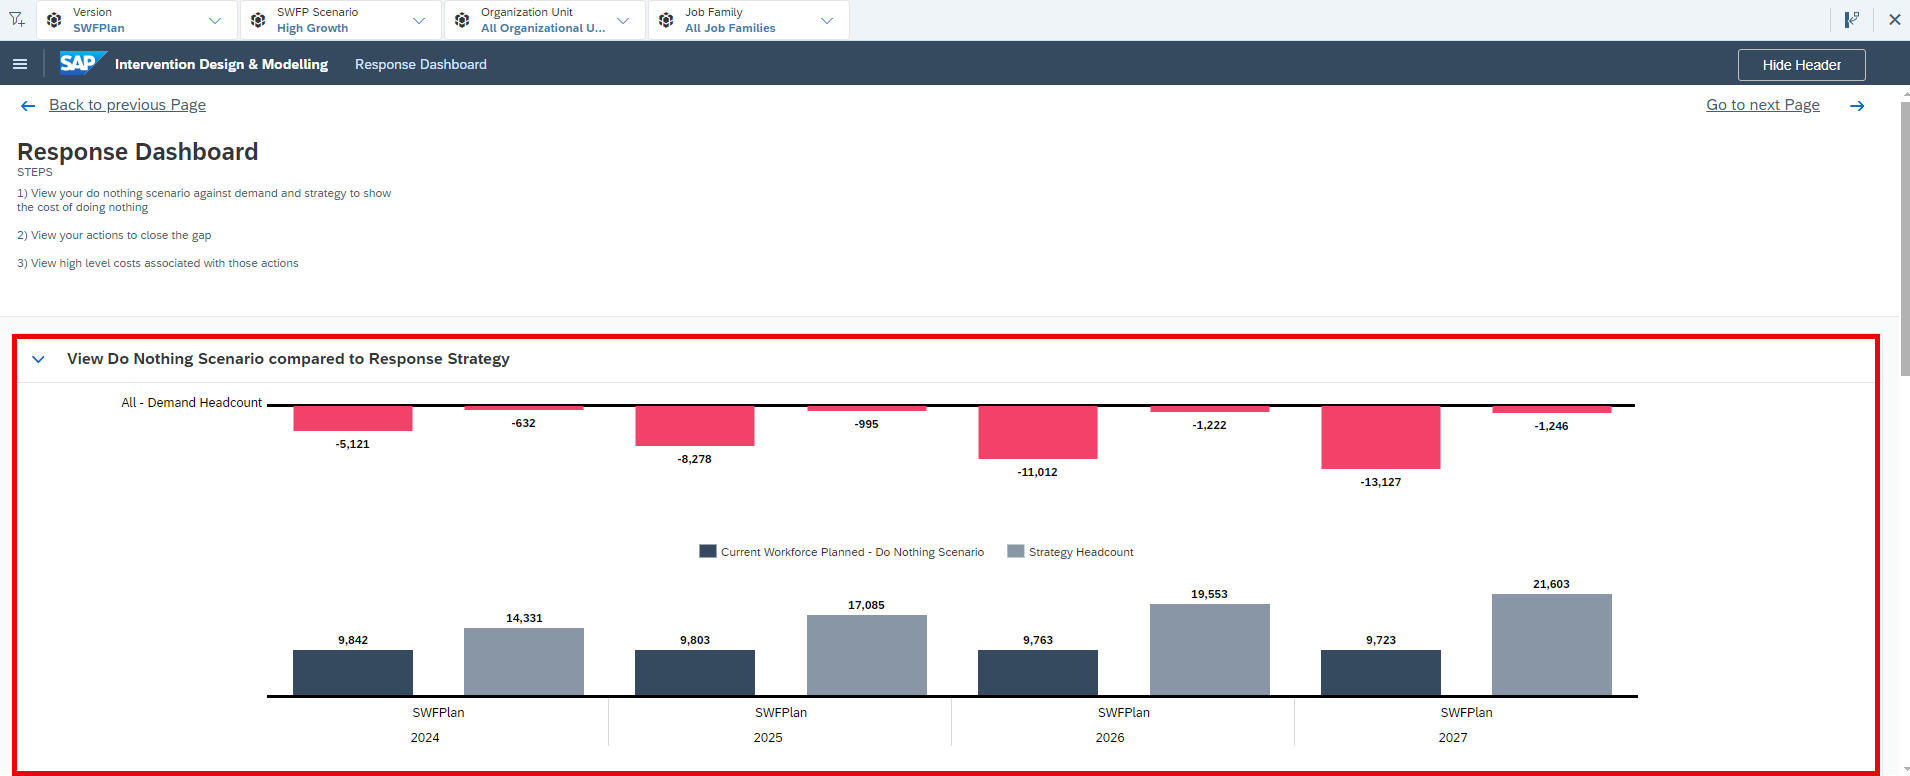 Version
SWFPlan
SWFP Scenario
High Growth
Organization Unit
All Organizational U...
Job Family
All Job Families
SAP
Intervention Design & Modelling
Response Dashboard
Hide Header
Back to previous Page
Go to next Page
Response Dashboard
STEPS
1) View your do nothing scenario against demand and strategy to show
the cost of doing nothing
2) View your actions to close the gap
3) View high level costs associated with those actions
View Do Nothing Scenario compared to Response Strategy
All - Demand Headcount
-5,121
-632
-8,278
-995
-11,012
-1,222
-13,127
-1,246
Current Workforce Planned - Do Nothing Scenario
Strategy Headcount
9,842
14,331
9,803
17,085
9,763
19,553
9,723
21,603
SWFPlan
SWFPlan
SWFPlan
SWFPlan
2024
2025
2026
2027